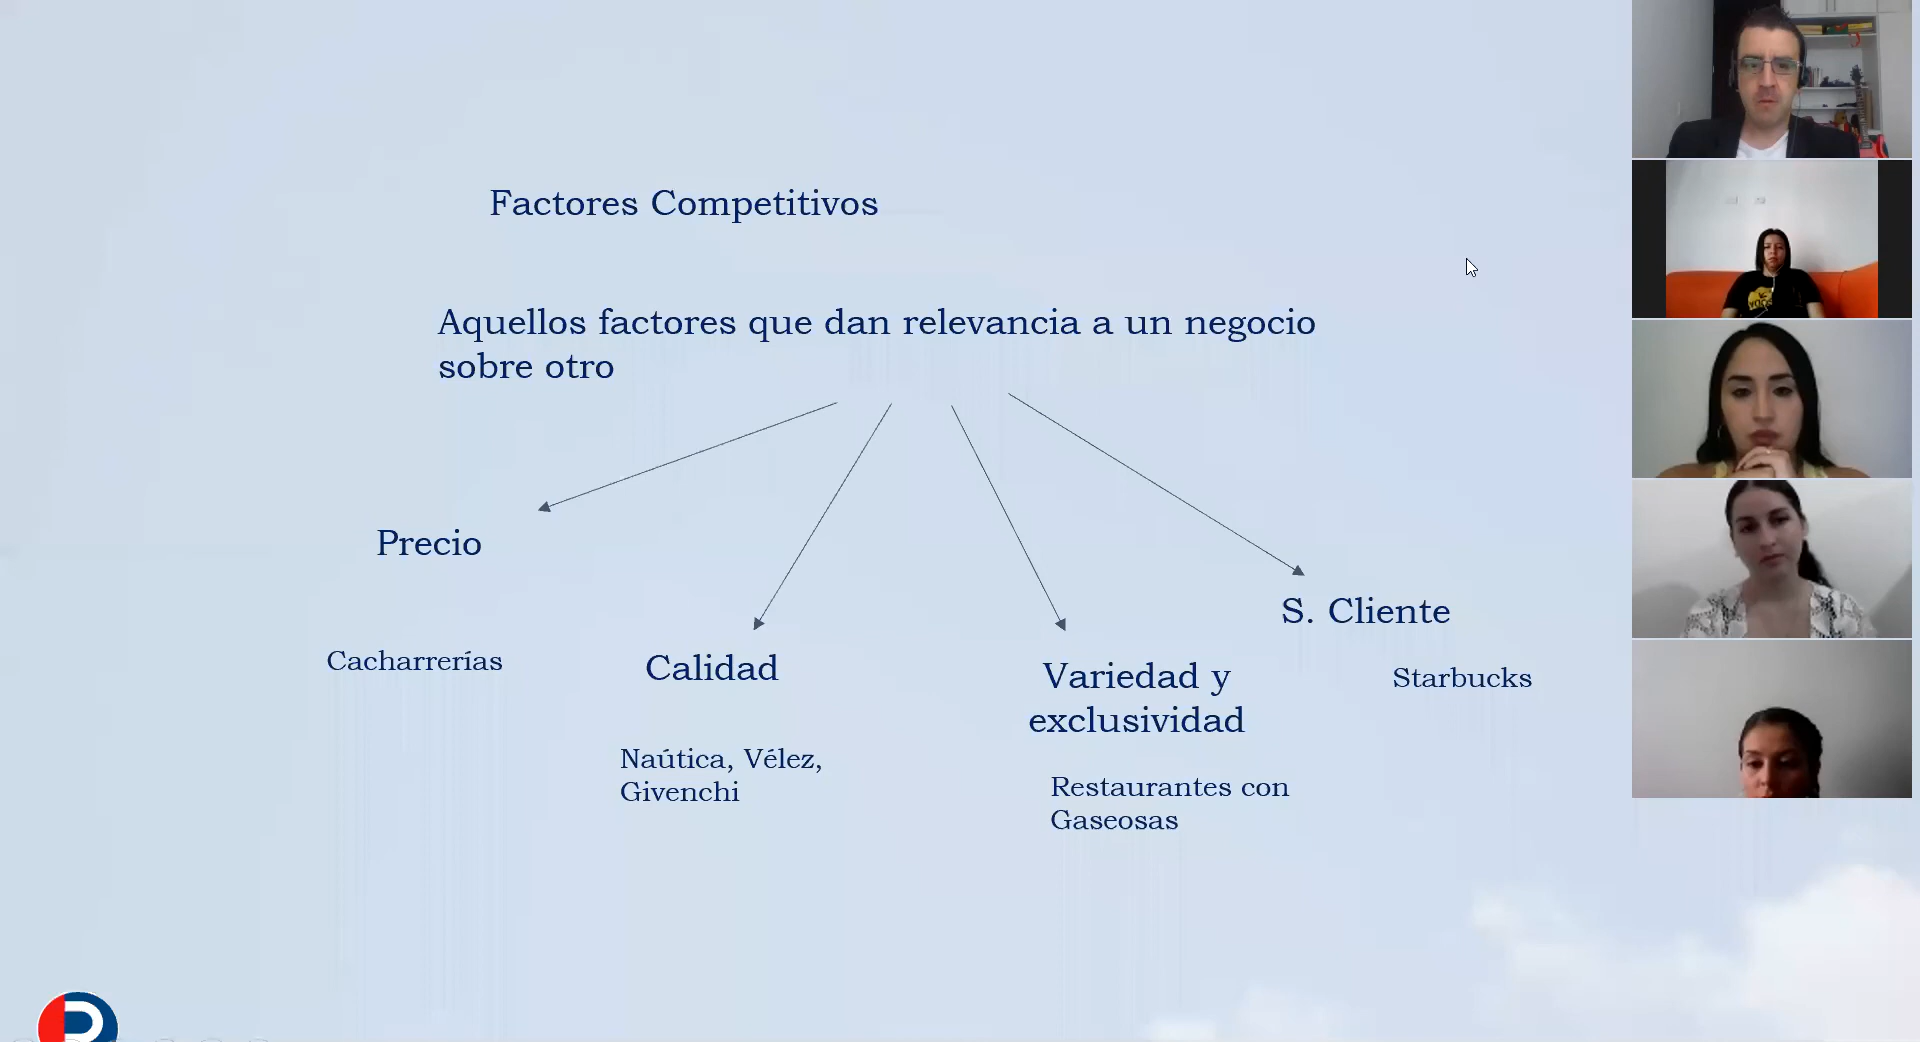 Factores Competitivos
Aquellos factores que dan relevancia a un negocio
sobre otro
Precio
Cacharrerías
Calidad
Naútica, Vélez,
Givenchi
Variedad y
exclusividad
Restaurantes con
Gaseosas
S. Cliente
Starbucks